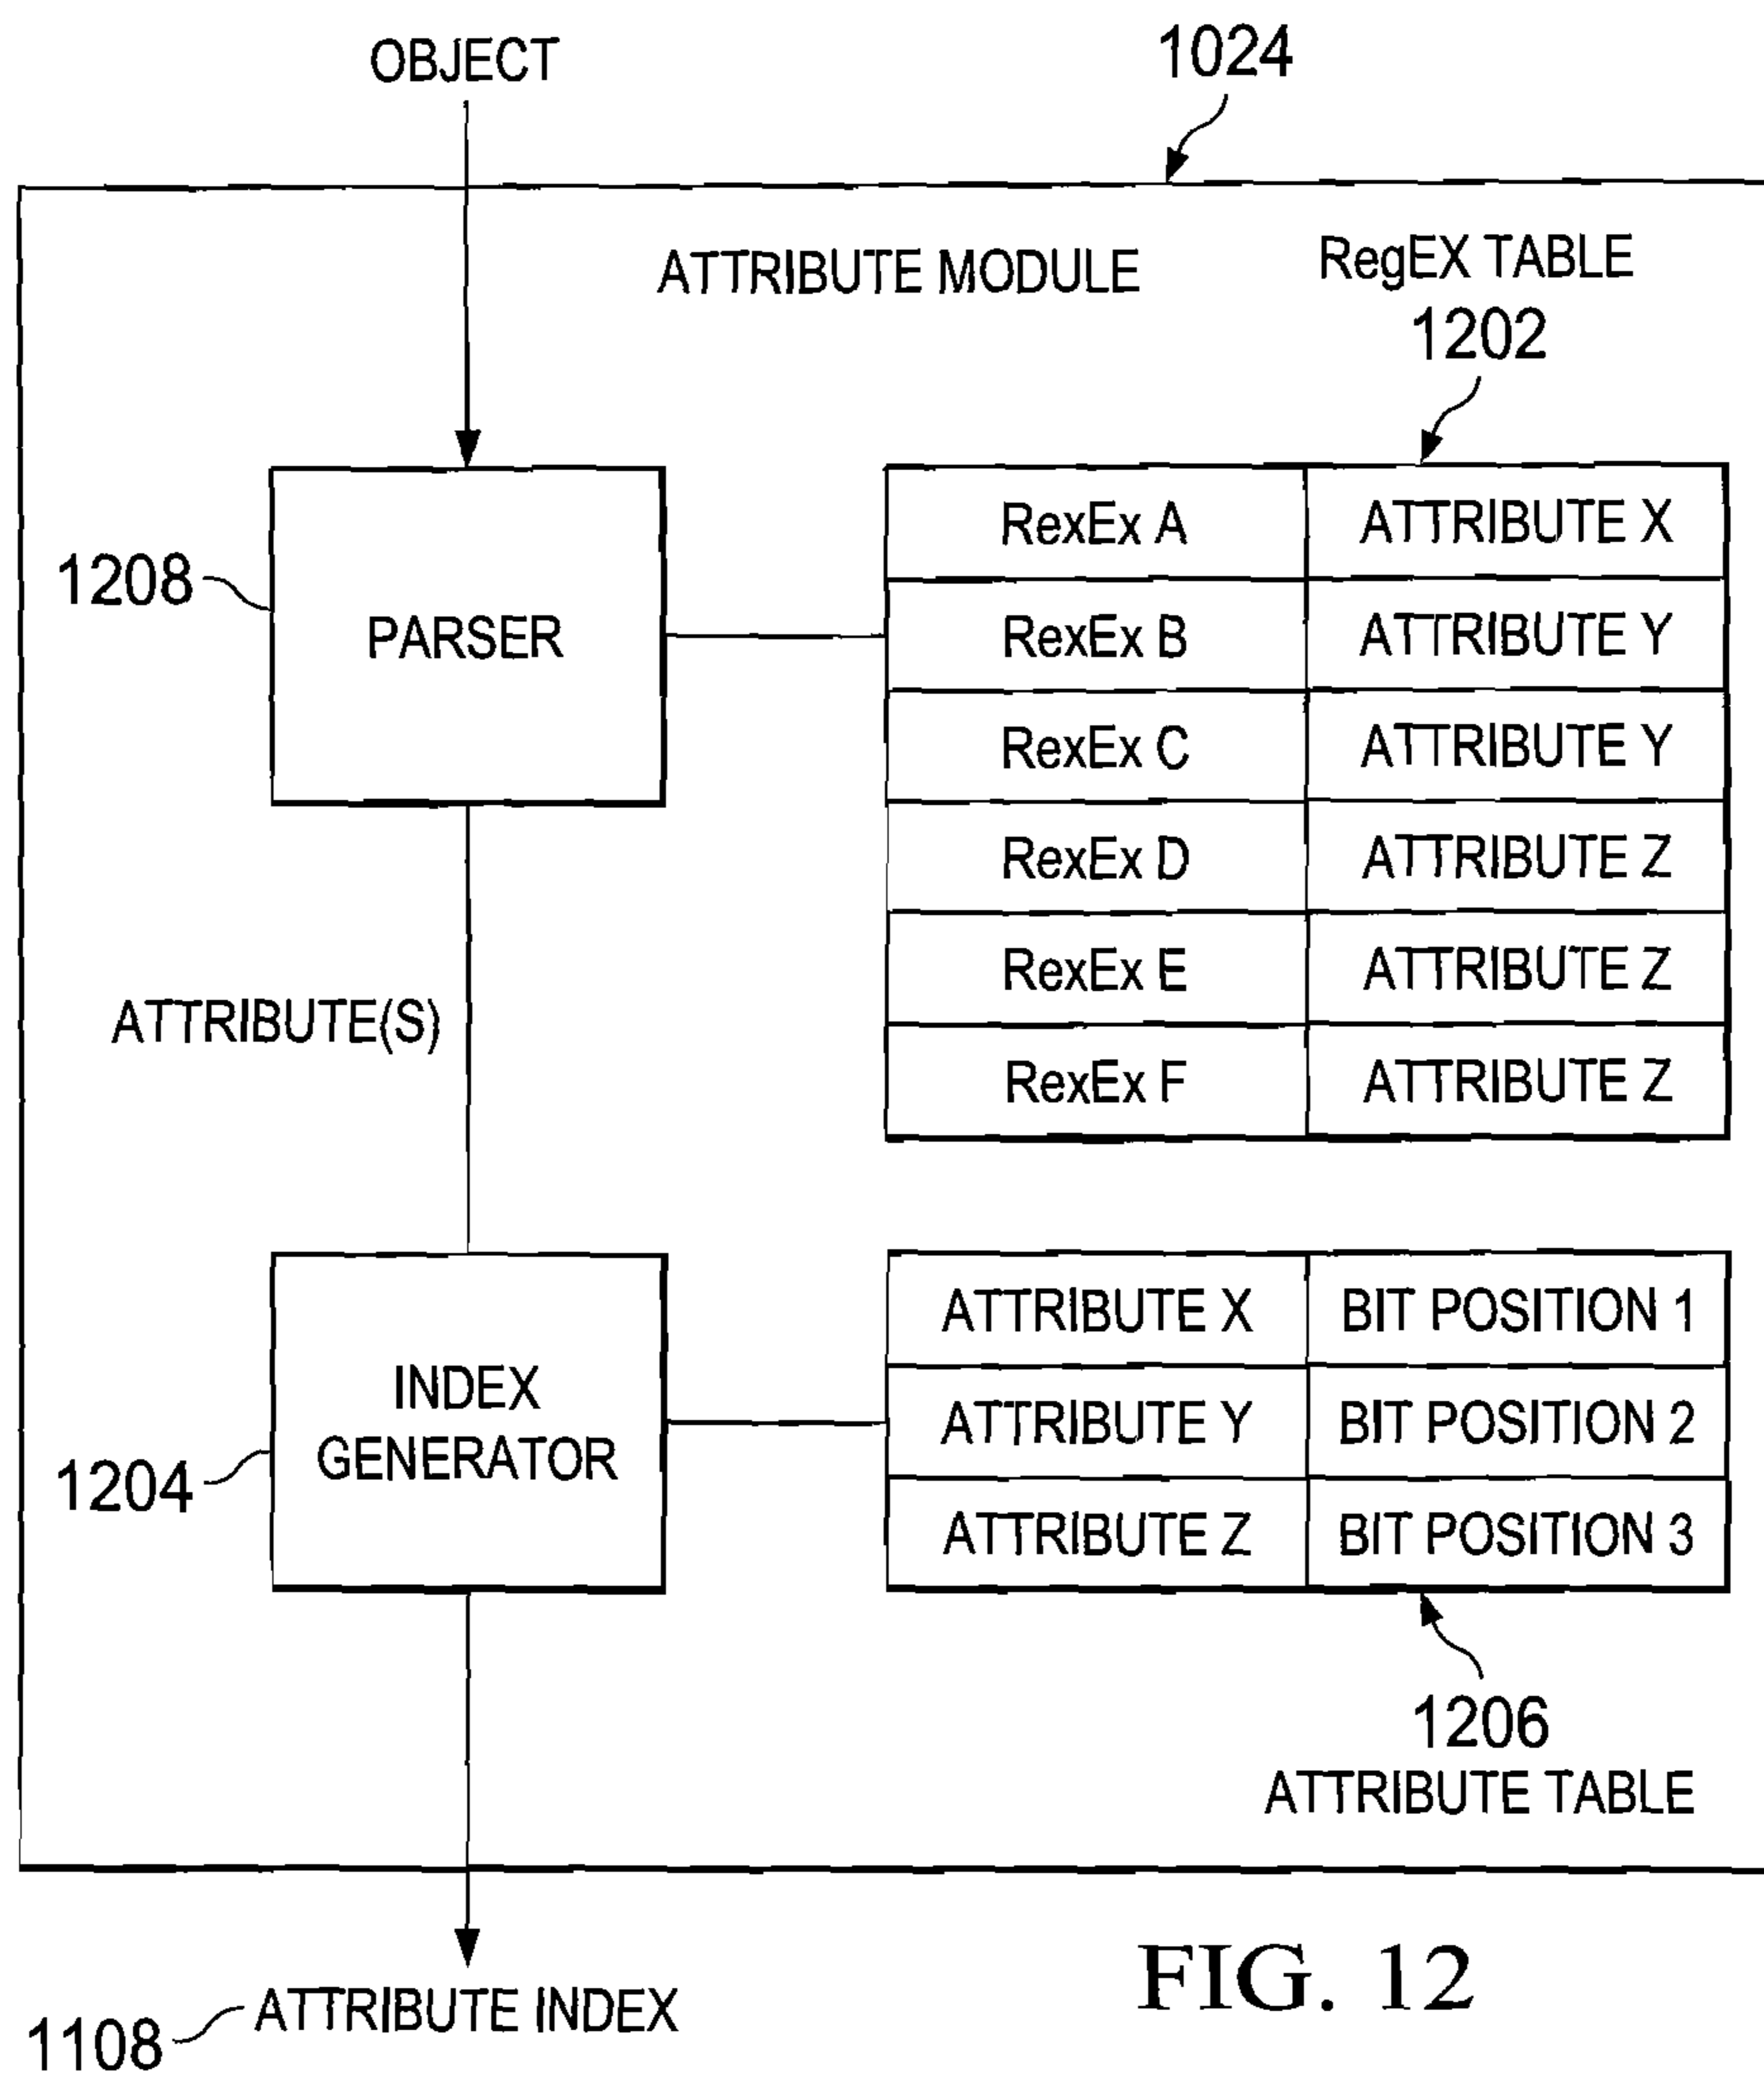 OBJECT
1024
ATTRIBUTE MODULE
RegEX TABLE
1202
1208
PARSER
RexEx A ATTRIBUTE X
RexEx B ATTRIBUTE Y
RexEx C ATTRIBUTE Y
RexEx D ATTRIBUTE Z
RexEx E ATTRIBUTE Z
RexEx F ATTRIBUTE Z
ATTRIBUTE(S)
1204
INDEX
GENERATOR
ATTRIBUTE X BIT POSITION 1
ATTRIBUTE Y BIT POSITION 2
ATTRIBUTE Z BIT POSITION 3
1206
ATTRIBUTE TABLE
1108 ATTRIBUTE INDEX
FIG. 12